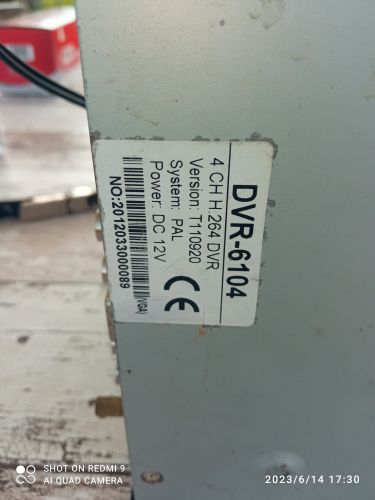 DVR-6104
4 CH H.264 DVR
Version: T110920
System: PAL
Power: DC 12V
CE
(VGA)
NO:2012033000089
SHOT ON REDMI 9
AI QUAD CAMERA
2023/6/14 17:30